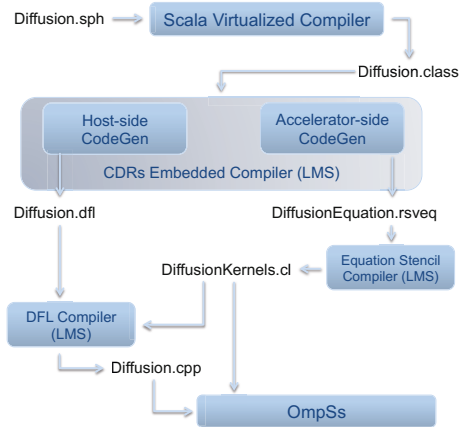 Diffusion.sph
Scala Virtualized Compiler
Diffusion.class
Host-side
CodeGen
Accelerator-side
CodeGen
CDRs Embedded Compiler (LMS)
Diffusion.dfl
DiffusionEquation.rsveq
Equation Stencil
Compiler (LMS)
DiffusionKernels.cl
DFL Compiler
(LMS)
Diffusion.cpp
OmpSs